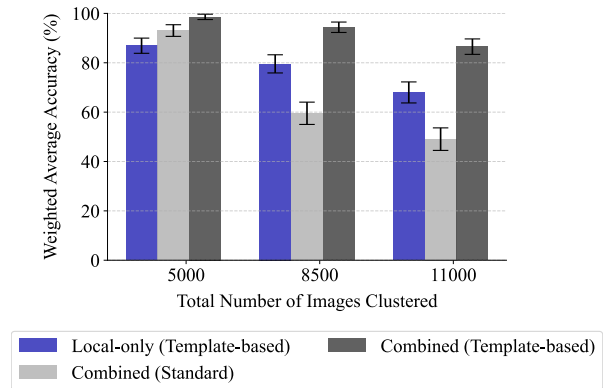 Weighted Average Accuracy (%)
100
80
60
40
20
0
5000
8500
11000
Total Number of Images Clustered
Local-only (Template-based)
Combined (Template-based)
Combined (Standard)